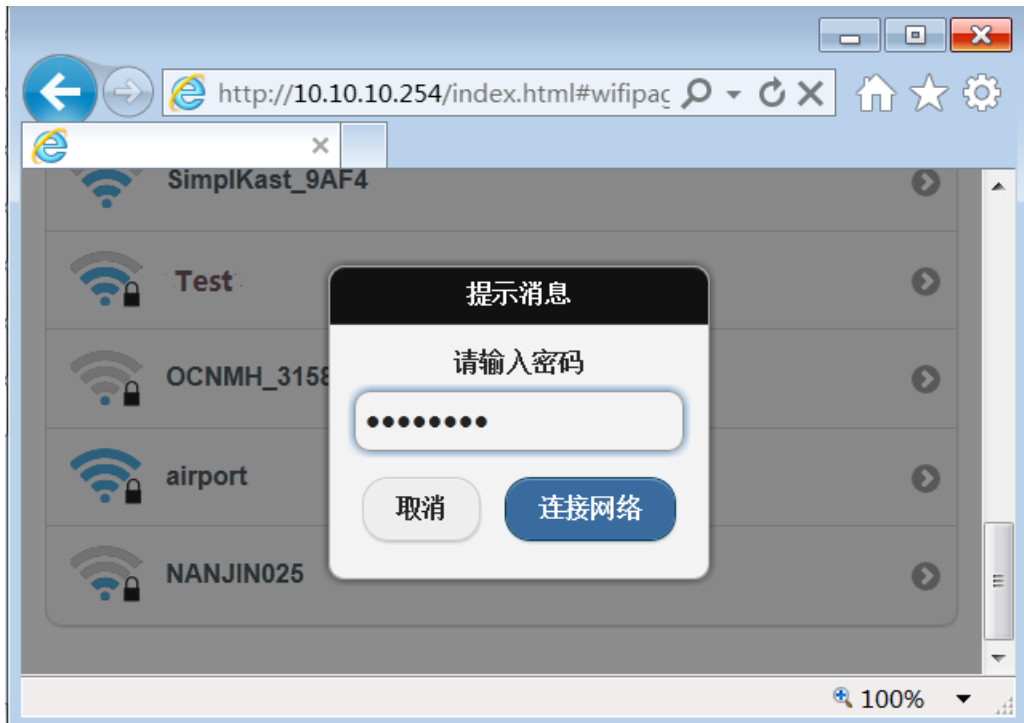 http://10.10.10.254/index.html#wifipag
SimplKast_9AF4
Test
提示消息
请输入密码
OCNMH_3158
••••••••
airport
取消
连接网络
NANJIN025
100%